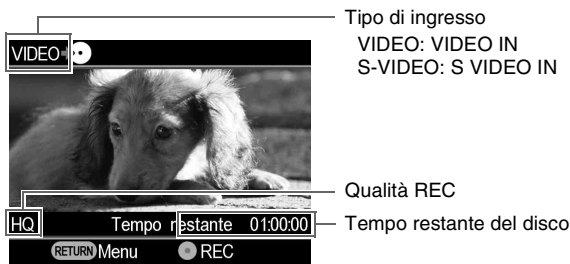 Tipo di ingresso
VIDEO: VIDEO IN
S-VIDEO: S VIDEO IN
VIDEO
Qualità REC
HQ
Tempo restante 01:00:00
Tempo restante del disco
RETURN Menu
REC